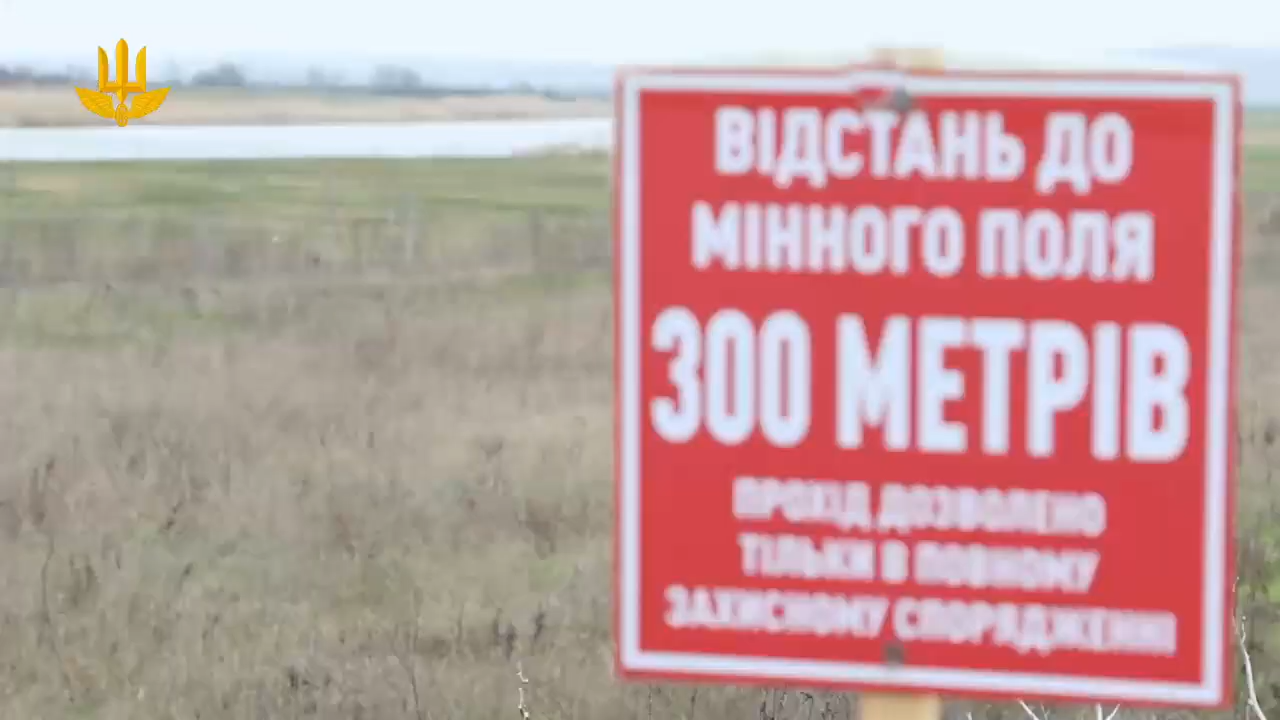 ВІДСТАНЬ ДО
МІННОГО ПОЛЯ
300 МЕТРІВ
ПРОХІД ДОЗВОЛЕНО
ТІЛЬКИ В ПОВНОМУ
ЗАХИСНОМУ СПОРЯДЖЕННІ